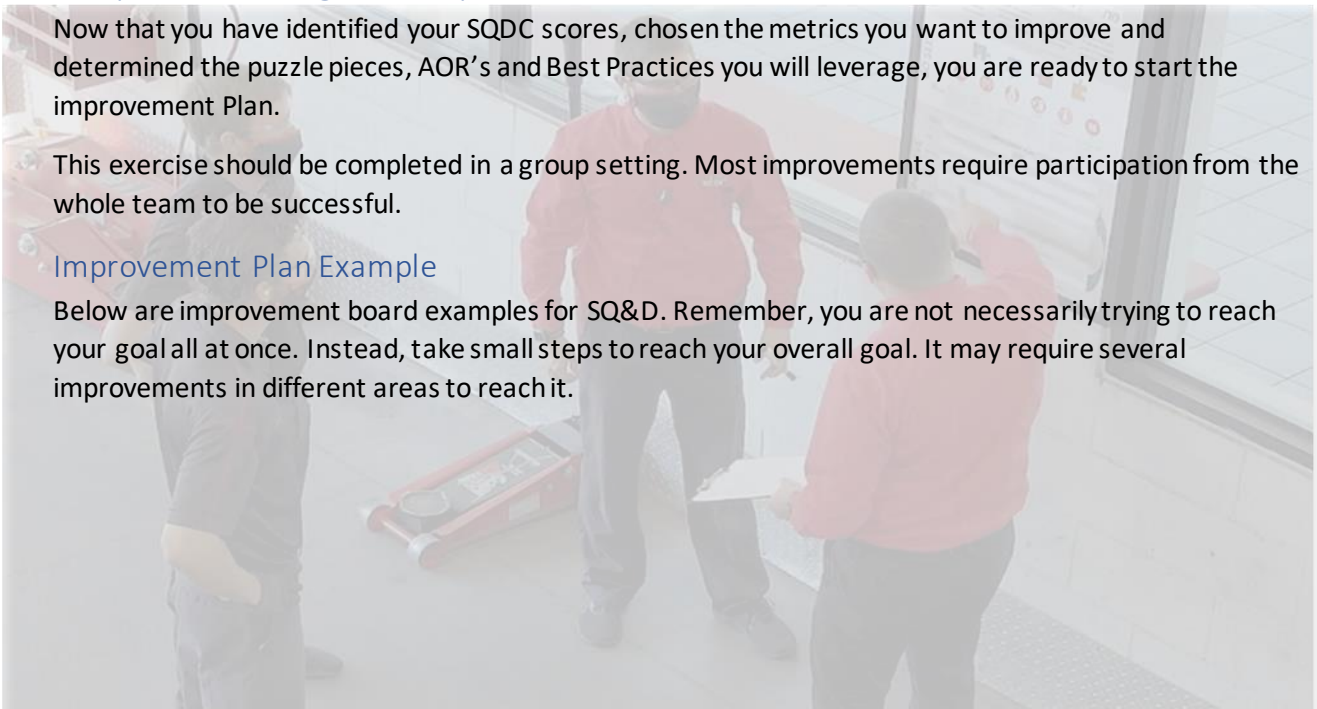 Now that you have identified your SQDC scores, chosen the metrics you want to improve and
determined the puzzle pieces, AOR's and Best Practices you will leverage, you are ready to start the
improvement Plan.
This exercise should be completed in a group setting. Most improvements require participation from the
whole team to be successful.
Improvement Plan Example
Below are improvement board examples for SQ&D. Remember, you are not necessarily trying to reach
your goal all at once. Instead, take small steps to reach your overall goal. It may require several
improvements in different areas to reach it.